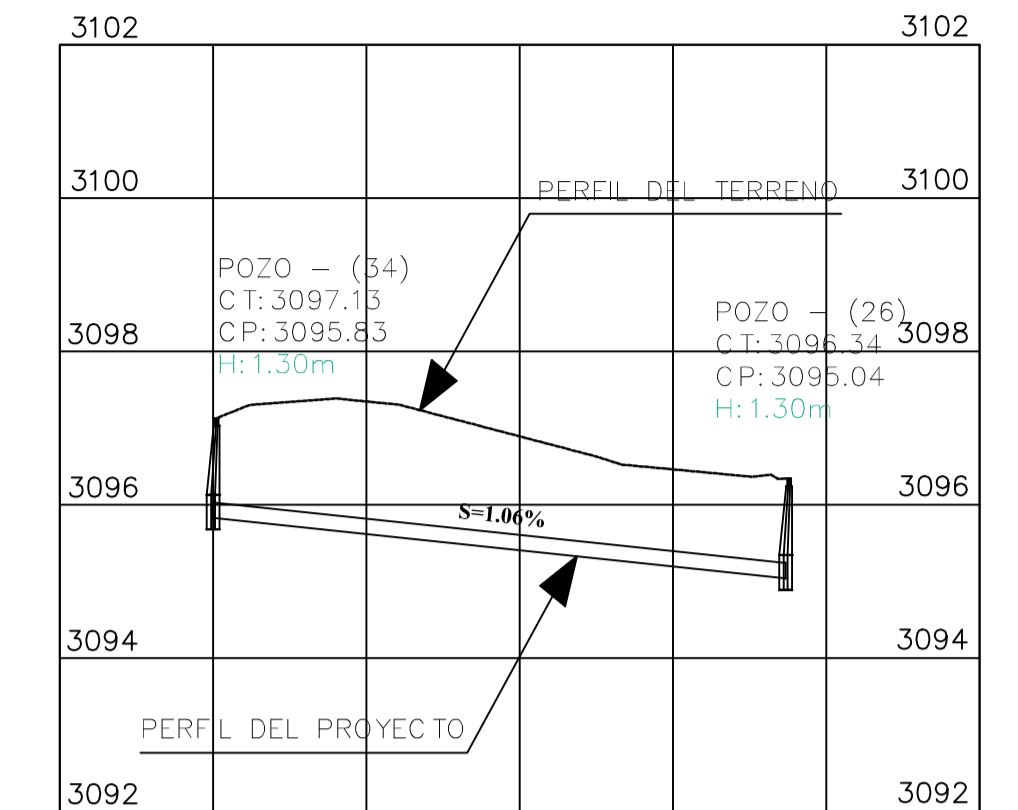 3102
3102
3100
3100
PERFIL DEL TERRENO
POZO - (34)
CT:3097.13
CP:3095.83
H:1.30m
3098
POZO - (26)
CT:3096.34
CP:3095.04
H:1.30m
3098
3096
3096
S=1.06%
3094
3094
PERFIL DEL PROYECTO
3092
3092